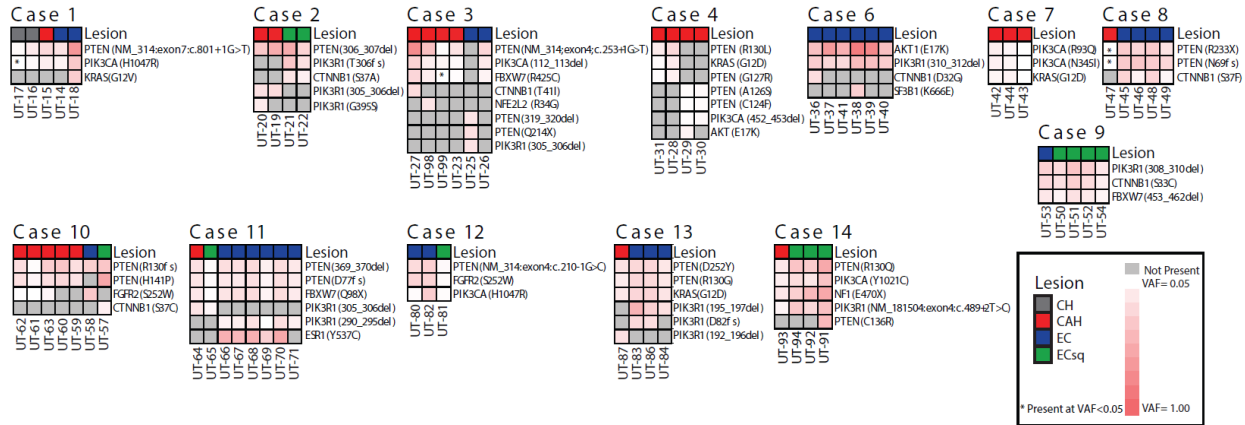 Case 1
Lesion
PTEN (NM_314:exon7:c.801+1G>T)
PIK3CA (H1047R)
*
KRAS(G12V)
UT-17
UT-16
UT-15
UT-14
UT-18
Case 2
Lesion
PTEN(306_307del)
PIK3R1(T306f s)
CTNNB1 (S37A)
PIK3R1(305_306del)
PIK3R1(G395S)
UT-20
UT-19
UT-21
UT-22
Case 3
Lesion
PTEN(NM_314:exon4:c.253+1G>T)
PIK3CA (112_113del)
*
FBXW7(R425C)
CTNNB1(T41I)
NFE2L2 (R34G)
PTEN(319_320del)
PTEN(Q214X)
PIK3R1(305_306del)
UT-27
UT-98
UT-99
UT-23
UT-25
UT-26
Case 4
Lesion
PTEN (R130L)
KRAS(G12D)
PTEN (G127R)
PTEN (A126S)
PTEN (C124F)
PIK3CA(452_453del)
AKT(E17K)
UT-31
UT-28
UT-29
UT-30
Case 6
Lesion
AKT1(E17K)
PIK3R1(310_312del)
CTNNB1(D32G)
SF3B1(K666E)
UT-36
UT-37
UT-41
UT-38
UT-39
UT-40
Case 7
Lesion
PIK3CA(R93Q)
PIK3CA(N345I)
KRAS(G12D)
UT-42
UT-44
UT-43
Case 8
Lesion
*
PTEN (R233X)
*
PTEN (N69f s)
CTNNB1(S37F)
UT-47
UT-45
UT-46
UT-48
UT-49
Case 9
Lesion
PIK3R1(308_310del)
CTNNB1(S33C)
FBXW7(453_462del)
UT-53
UT-50
UT-51
UT-52
UT-54
Case 10
Lesion
PTEN(R130f s)
PTEN(H141P)
FGFR2(S252W)
CTNNB1(S37C)
UT-62
UT-61
UT-63
UT-60
UT-59
UT-58
UT-57
Case 11
Lesion
PTEN(369_370del)
PTEN(D77f s)
FBXW7(Q98X)
PIK3R1(305_306del)
PIK3R1(290_295del)
ESR1(Y537C)
UT-64
UT-65
UT-66
UT-67
UT-68
UT-69
UT-70
UT-71
Case 12
Lesion
PTEN(NM_314:exon4:c.210-1G>C)
FGFR2(S252W)
PIK3CA(H1047R)
UT-80
UT-82
UT-81
Case 13
Lesion
PTEN(D252Y)
PTEN(R130G)
KRAS(G12D)
PIK3R1(195_197del)
PIK3R1(D82f s)
PIK3R1(192_196del)
UT-87
UT-83
UT-86
UT-84
Case 14
Lesion
PTEN(R130Q)
PIK3CA(Y1021C)
NF1(E470X)
PIK3R1(NM_181504:exon4:c.489+2T>C)
PTEN(C136R)
UT-93
UT-94
UT-92
UT-91
Lesion
CH
CAH
EC
ECsq
Not Present
VAF= 0.05
* Present at VAF<0.05
VAF= 1.00